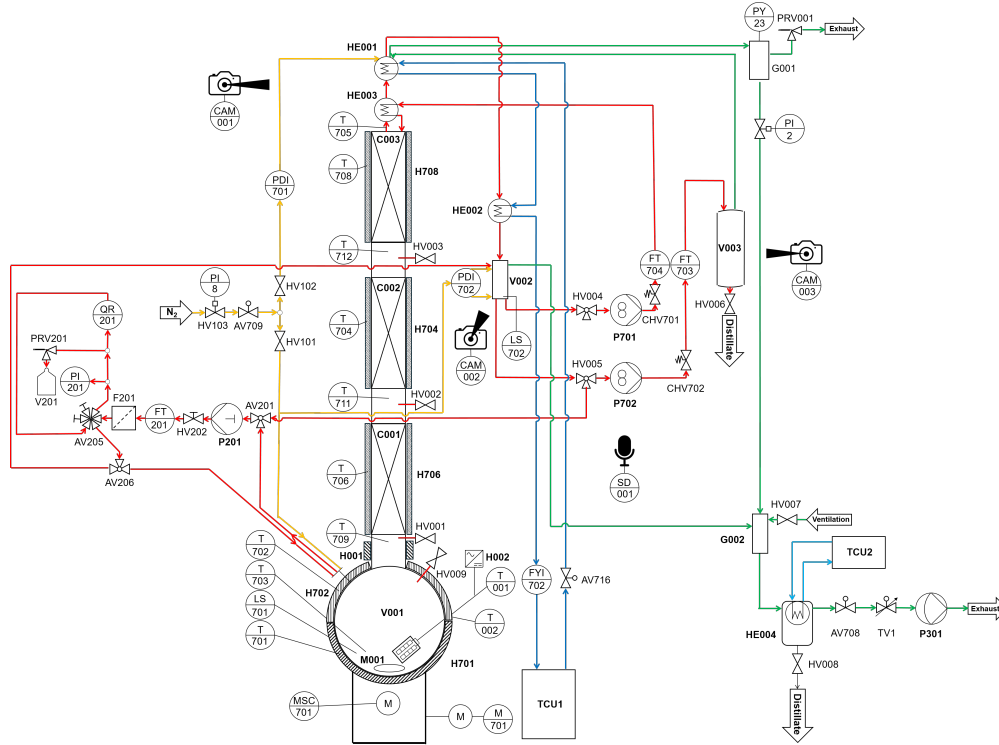 PY
23
PRV001
Exhaust
G001
HE001
CAM
001
HE003
T
705
C003
PI
2
T
708
H708
PDI
701
HE002
V003
T
712
HV003
FT
704
FT
703
CAM
003
PDI
702
V002
PI
8
HV102
C002
HV004
HV006
CHV701
QR
201
N2
HV103
AV709
T
704
H704
LS
702
P701
Distillate
PRV201
HV101
CAM
002
HV005
PI
201
V201
CHV702
P702
F201
T
711
HV002
AV201
FT
201
HV202
P201
AV205
C001
AV206
T
706
H706
SD
001
HV007
Ventilation
G002
T
709
HV001
T
702
H001
H002
TCU2
T
703
HV009
T
001
FYI
702
AV716
H702
LS
701
V001
T
002
Exhaust
T
701
HE004
AV708
TV1
P301
M001
H701
HV008
MSC
701
M
M
M
701
TCU1
Distillate